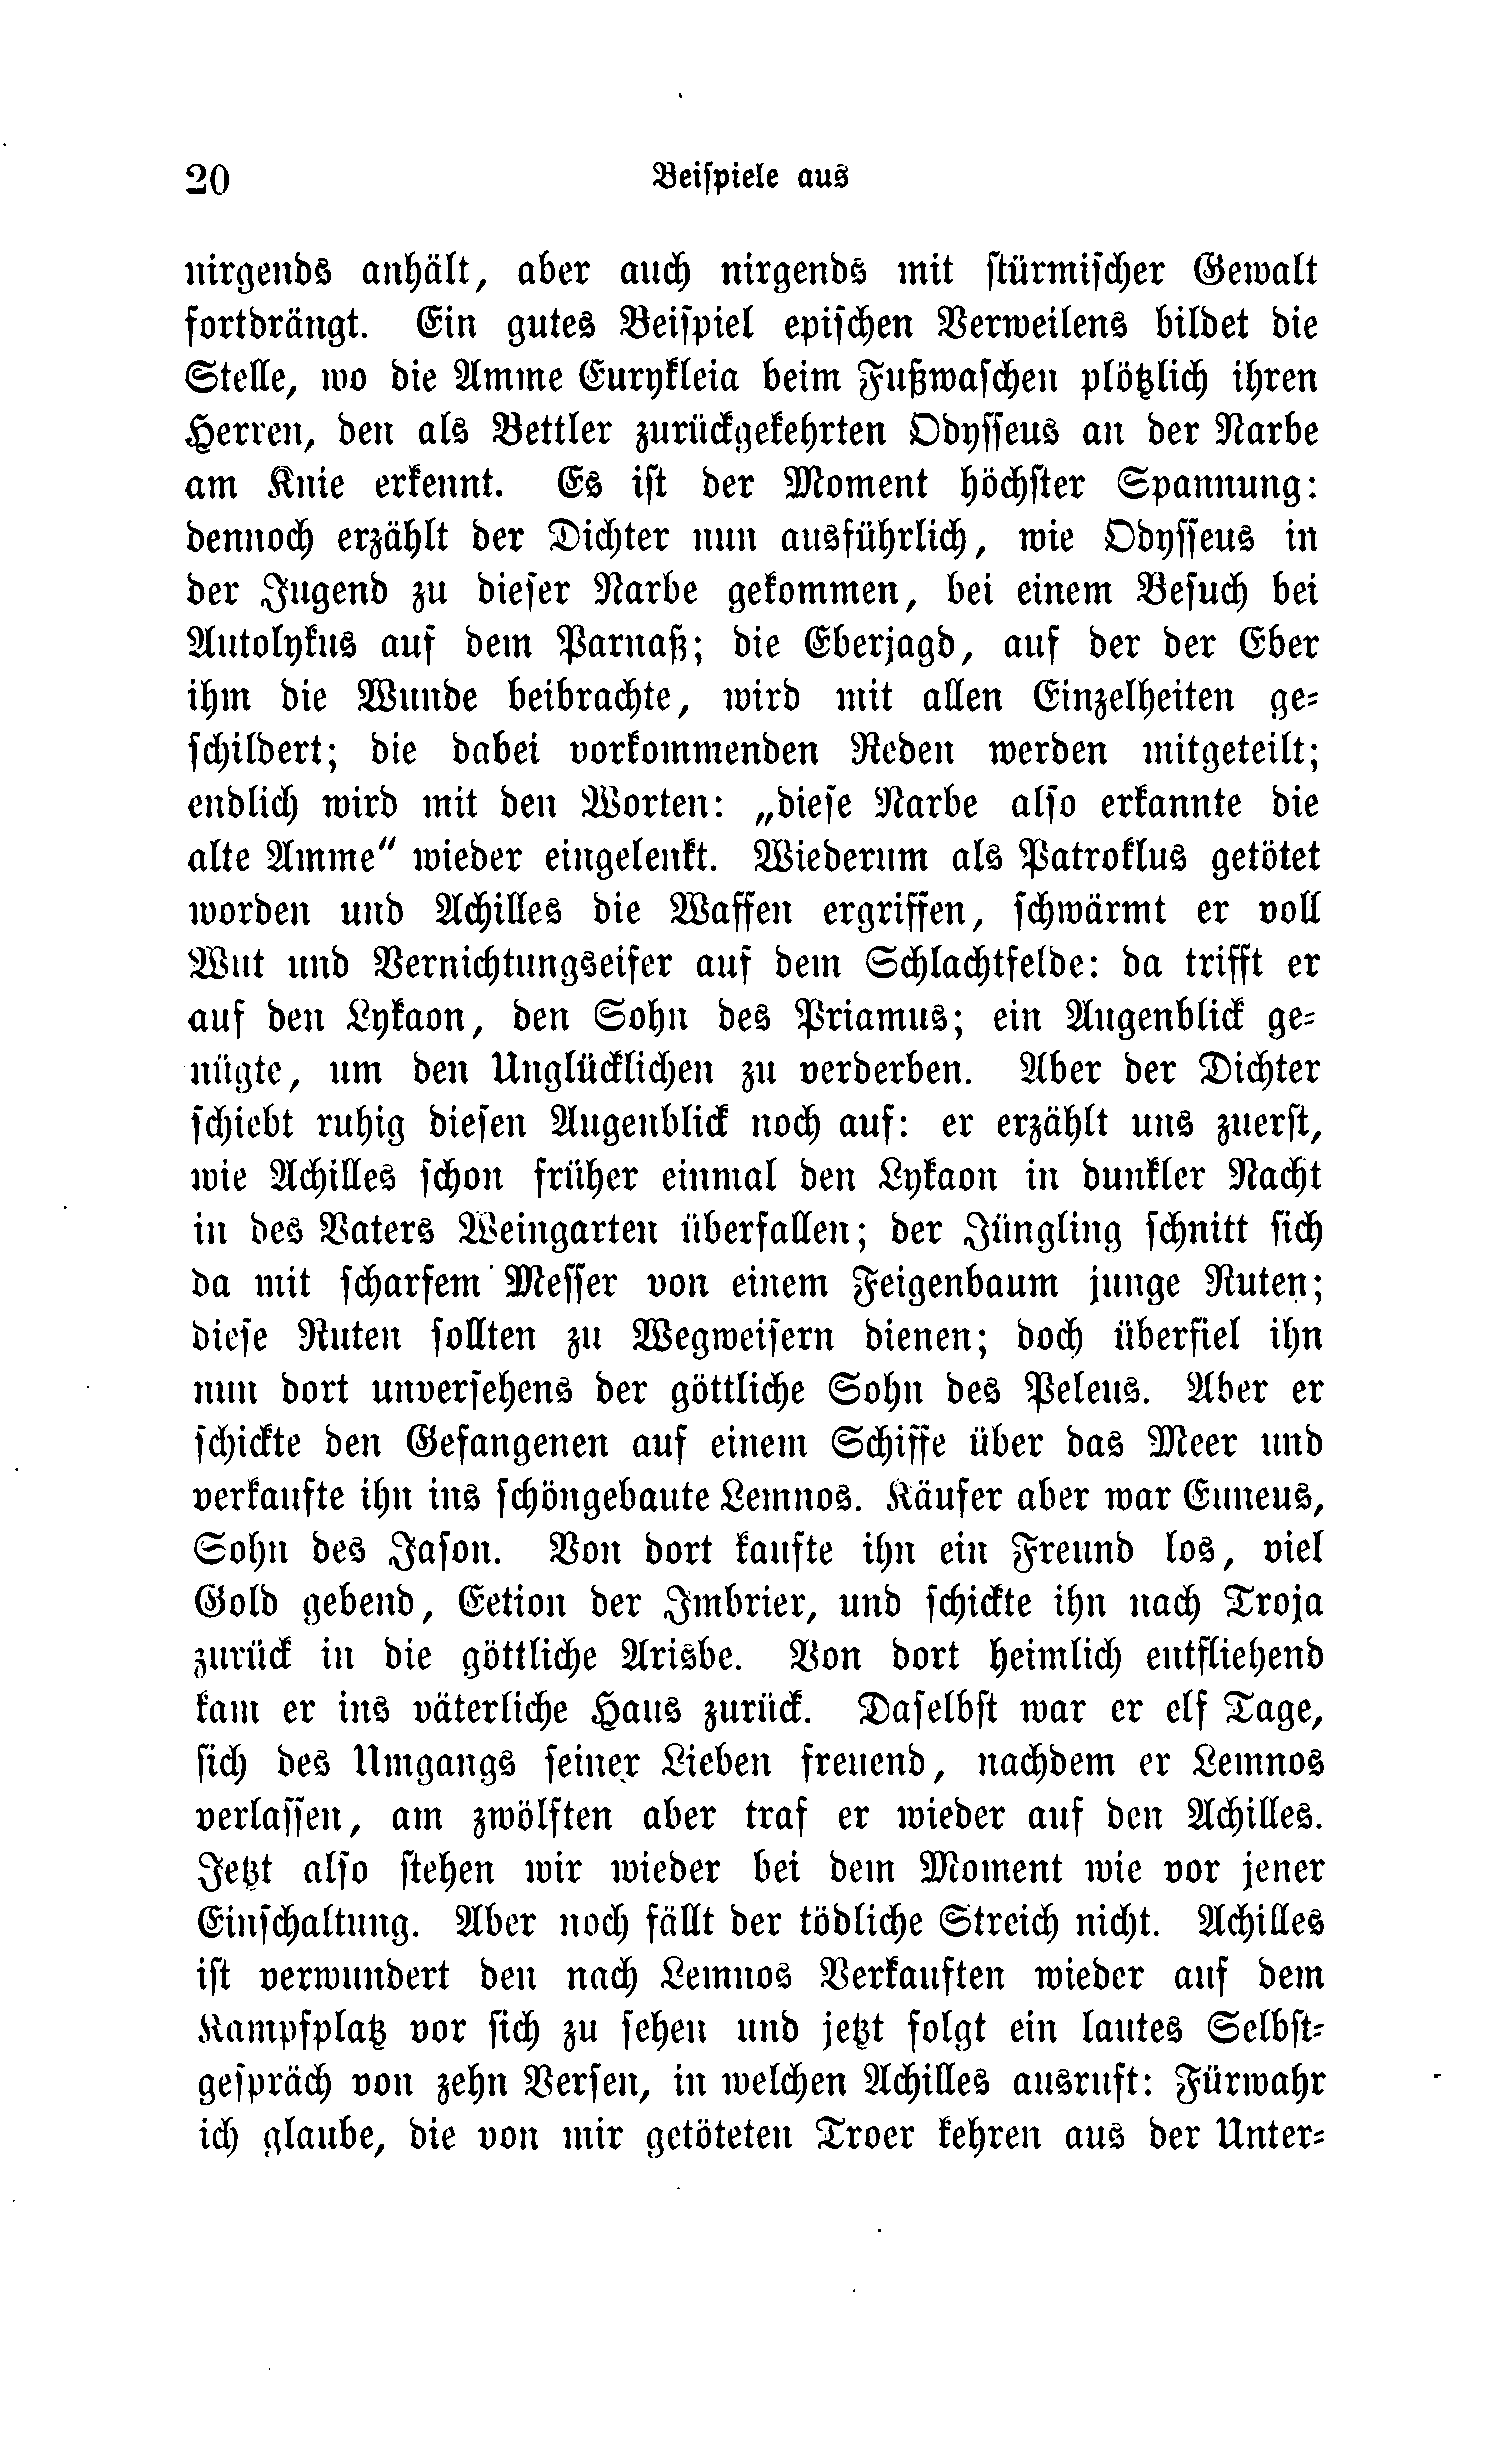 20 Beiſpiele aus
nirgends anhält, aber auch nirgends mit ſtürmiſcher Gewalt
fortdrängt. Ein gutes Beiſpiel epiſchen Verweilens bildet die
Stelle, wo die Amme Eurykleia beim Fußwaſchen plötzlich ihren
Herren, den als Bettler zurückgekehrten Odyſſeus an der Narbe
am Knie erkennt. Es iſt der Moment höchſter Spannung:
dennoch erzählt der Dichter nun ausführlich, wie Odyſſeus in
der Jugend zu dieſer Narbe gekommen, bei einem Beſuch bei
Autolykus auf dem Parnaß; die Eberjagd, auf der der Eber
ihm die Wunde beibrachte, wird mit allen Einzelheiten ge⸗
ſchildert; die dabei vorkommenden Reden werden mitgeteilt;
endlich wird mit den Worten: „dieſe Narbe alſo erkannte die
alte Amme“ wieder eingelenkt. Wiederum als Patroklus getötet
worden und Achilles die Waffen ergriffen, ſchwärmt er voll
Wut und Vernichtungseifer auf dem Schlachtfelde: da trifft er
auf den Lykaon, den Sohn des Priamus; ein Augenblick ge⸗
nügte, um den Unglücklichen zu verderben. Aber der Dichter
ſchiebt ruhig dieſen Augenblick noch auf: er erzählt uns zuerſt,
wie Achilles ſchon früher einmal den Lykaon in dunkler Nacht
in des Vaters Weingarten überfallen; der Jüngling ſchnitt ſich
da mit ſcharfem Meſſer von einem Feigenbaum junge Ruten;
dieſe Ruten ſollten zu Wegweiſern dienen; doch überfiel ihn
nun dort unverſehens der göttliche Sohn des Peleus. Aber er
ſchickte den Gefangenen auf einem Schiffe über das Meer und
verkaufte ihn ins ſchöngebaute Lemnos. Käufer aber war Euneus,
Sohn des Jaſon. Von dort kaufte ihn ein Freund los, viel
Gold gebend, Eetion der Imbrier, und ſchickte ihn nach Troja
zurück in die göttliche Arisbe. Von dort heimlich entfliehend
kam er ins väterliche Haus zurück. Daſelbſt war er elf Tage,
ſich des Umgangs ſeiner Lieben freuend, nachdem er Lemnos
verlaſſen, am zwölften aber traf er wieder auf den Achilles.
Jetzt alſo ſtehen wir wieder bei dem Moment wie vor jener
Einſchaltung. Aber noch fällt der tödliche Streich nicht. Achilles
iſt verwundert den nach Lemnos Verkauften wieder auf dem
Kampfplatz vor ſich zu ſehen und jetzt folgt ein lautes Selbſt⸗
geſpräch von zehn Verſen, in welchen Achilles ausruft: Fürwahr
ich glaube, die von mir getöteten Troer kehren aus der Unter⸗